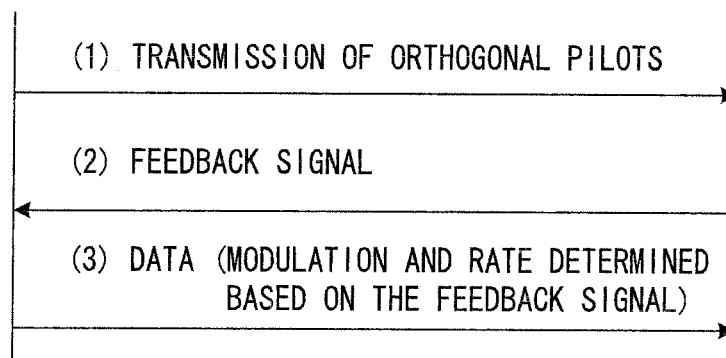 (1) TRANSMISSION OF ORTHOGONAL PILOTS
(2) FEEDBACK SIGNAL
(3) DATA (MODULATION AND RATE DETERMINED
BASED ON THE FEEDBACK SIGNAL)